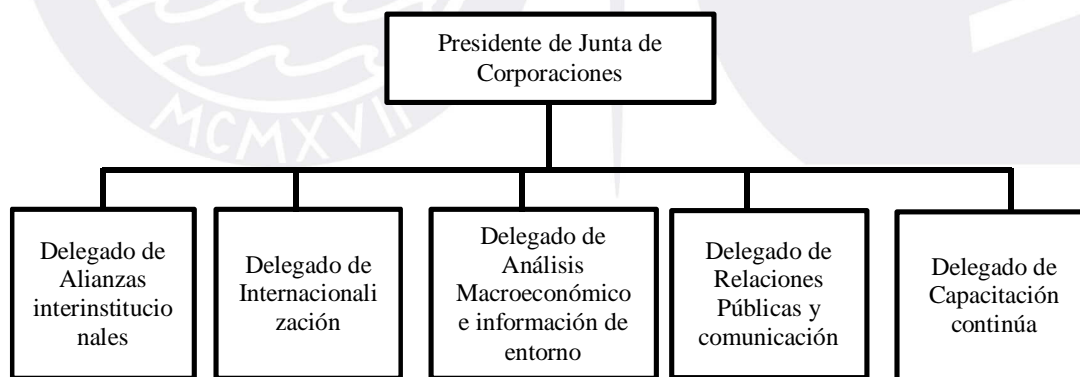 Presidente de Junta de
Corporaciones
Delegado de
Alianzas
interinstitucio
nales
Delegado de
Internacionali
zación
Delegado de
Análisis
Macroeconómico
e información de
entorno
Delegado de
Relaciones
Públicas y
comunicación
Delegado de
Capacitación
continúa
MCMXVII